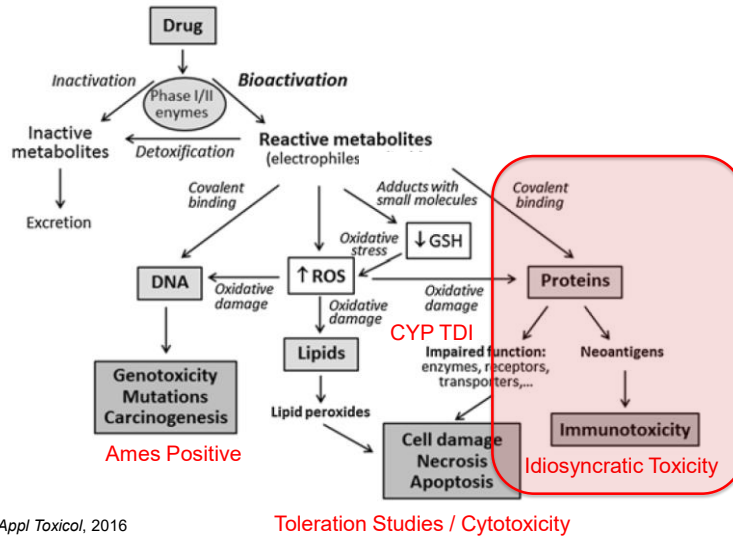 Drug
Inactivation
Bioactivation
Phase I/II
enymes
Inactive
metabolites
Detoxification
Reactive metabolites
(electrophiles
Excretion
Covalent
binding
Adducts with
small molecules
Covalent
binding
Oxidative
stress
↓ GSH
DNA
Oxidative
damage
↑ ROS
Oxidative
damage
Oxidative
damage
Proteins
CYP TDI
Lipids
Impaired function:
enzymes, receptors,
transporters,...
Neoantigens
Genotoxicity
Mutations
Carcinogenesis
Lipid peroxides
Ames Positive
Cell damage
Necrosis
Apoptosis
Immunotoxicity
Idiosyncratic Toxicity
Appl Toxicol, 2016
Toleration Studies / Cytotoxicity